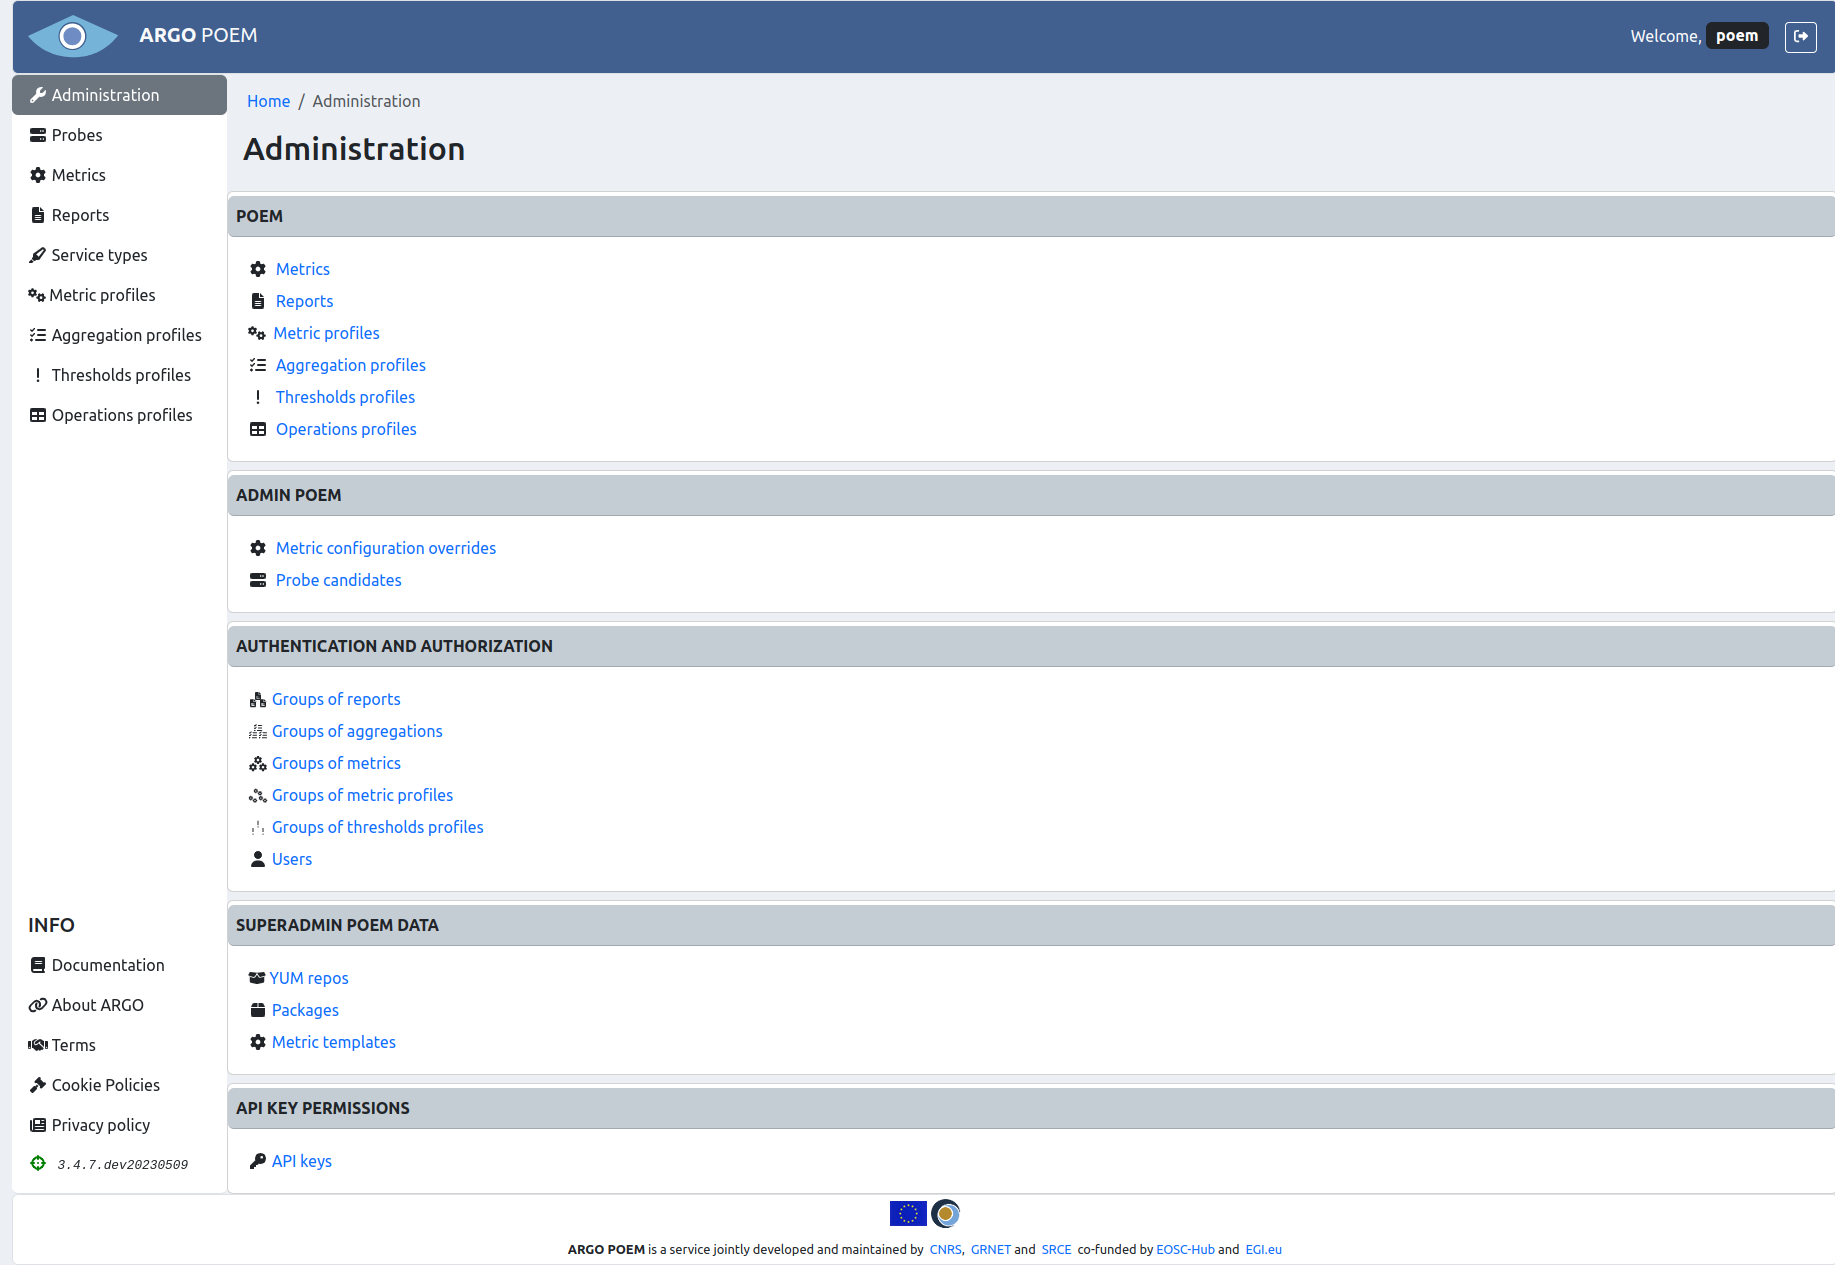 ARGO POEM
Welcome, poem
Administration
Probes
Metrics
Reports
Service types
Metric profiles
Aggregation profiles
Thresholds profiles
Operations profiles
INFO
Documentation
About ARGO
Terms
Cookie Policies
Privacy policy
3.4.7.dev20230509
Home / Administration
Administration
POEM
Metrics
Reports
Metric profiles
Aggregation profiles
Thresholds profiles
Operations profiles
ADMIN POEM
Metric configuration overrides
Probe candidates
AUTHENTICATION AND AUTHORIZATION
Groups of reports
Groups of aggregations
Groups of metrics
Groups of metric profiles
Groups of thresholds profiles
Users
SUPERADMIN POEM DATA
YUM repos
Packages
Metric templates
API KEY PERMISSIONS
API keys
ARGO POEM is a service jointly developed and maintained by CNRS, GRNET and SRCE co-funded by EOSC-Hub and EGI.eu